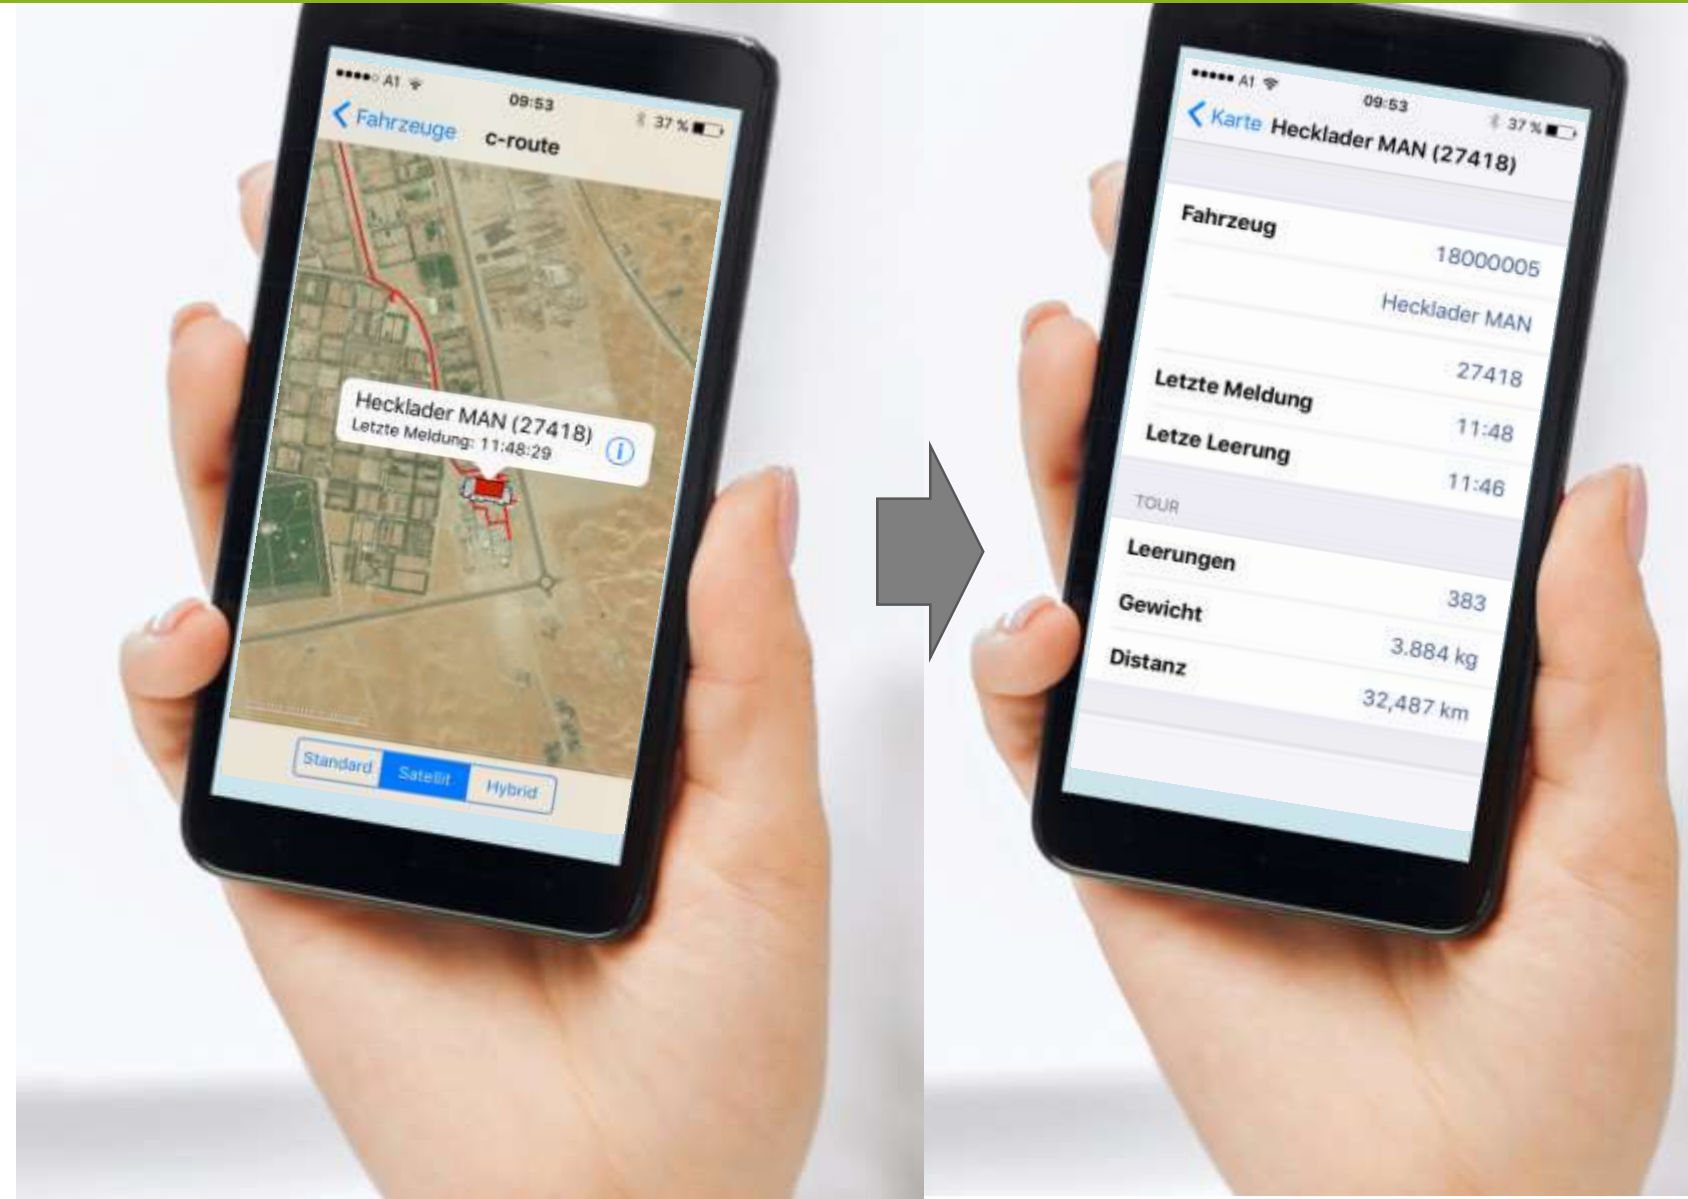 A1
09:53
37 %
Fahrzeuge
c-route
Hecklader MAN (27418)
Letzte Meldung: 11:48:29
Standard
Satellit
Hybrid
A1
09:53
37 %
Karte Hecklader MAN (27418)
Fahrzeug
18000005
Hecklader MAN
27418
Letzte Meldung
11:48
Letze Leerung
11:46
TOUR
Leerungen
383
Gewicht
3.884 kg
Distanz
32,487 km